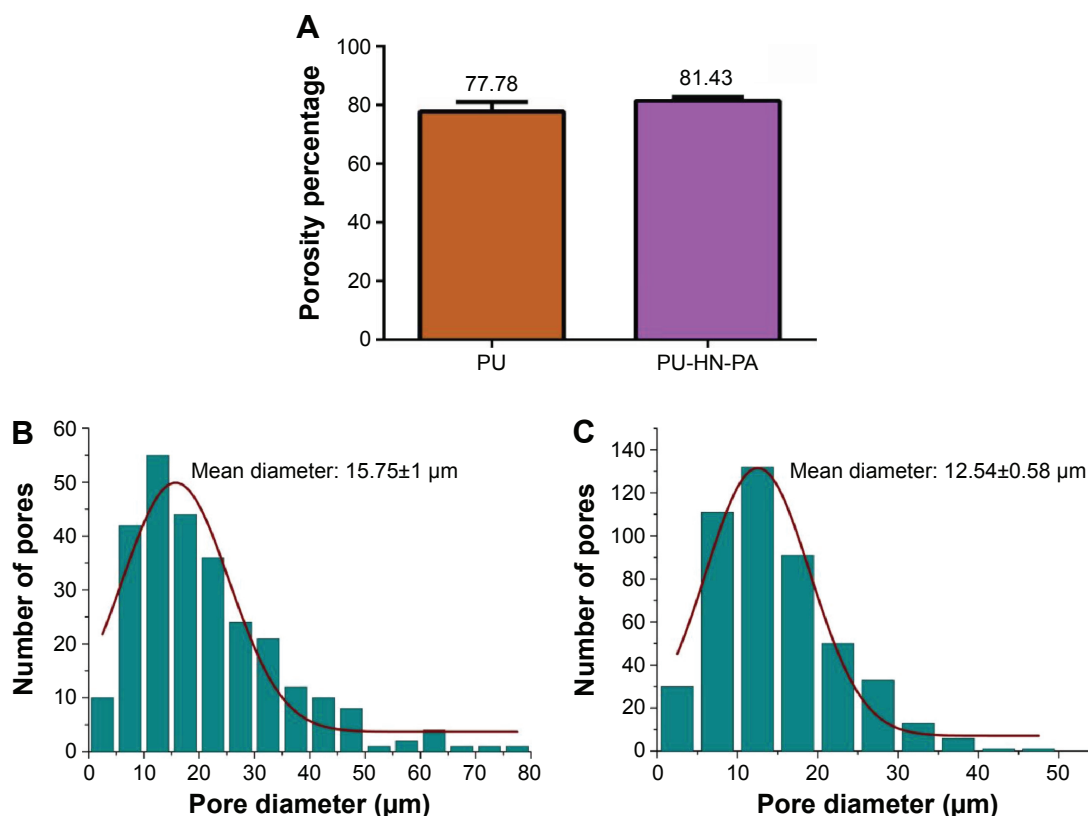 A
Porosity percentage
100
80
60
40
20
0
77.78
81.43
PU
PU-HN-PA
B
Number of pores
60
50
40
30
20
10
0
Mean diameter: 15.75±1 µm
0 10 20 30 40 50 60 70 80
Pore diameter (µm)
C
Number of pores
140
120
100
80
60
40
20
0
Mean diameter: 12.54±0.58 µm
0 10 20 30 40 50
Pore diameter (µm)